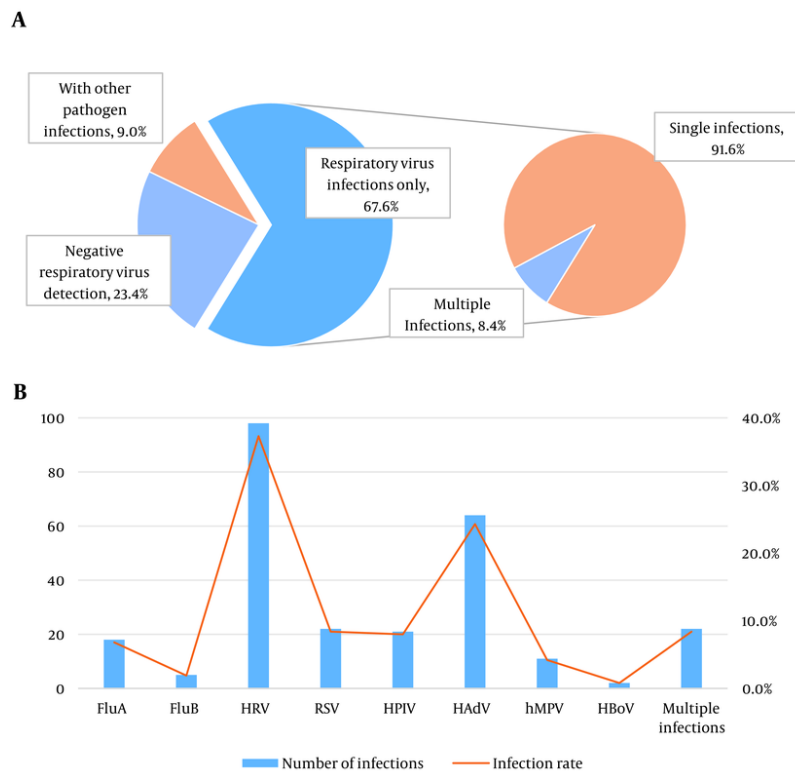 A
With other
pathogen
infections, 9.0%
Respiratory virus
infections only,
67.6%
Single infections,
91.6%
Negative
respiratory virus
detection, 23.4%
Multiple
Infections, 8.4%
B
100
80
60
40
20
0
40.0%
30.0%
20.0%
10.0%
0.0%
FluA
FluB
HRV
RSV
HPIV
HAdV
hMPV
HBoV
Multiple
infections
Number of infections
Infection rate